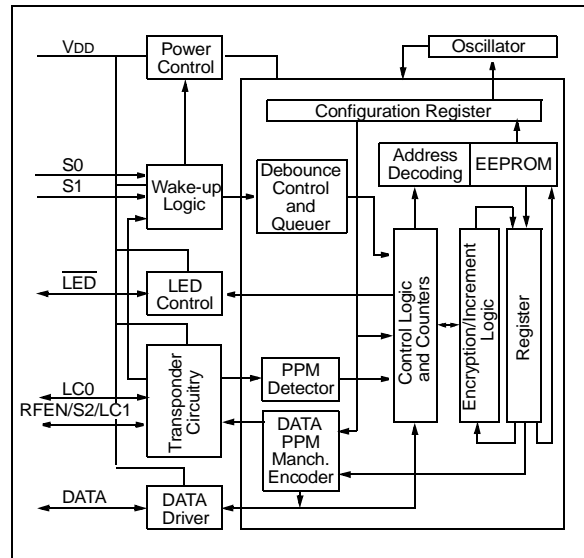 VDD
Power
Control
Oscillator
Configuration Register
S0
S1
Wake-up
Logic
Debounce
Control
and
Queuer
Address
Decoding
EEPROM
LED
LED
Control
Control Logic
and Counters
Encryption/Increment
Logic
Register
LC0
RFEN/S2/LC1
Transponder
Circuitry
PPM
Detector
DATA
PPM
Manch.
Encoder
DATA
DATA
Driver